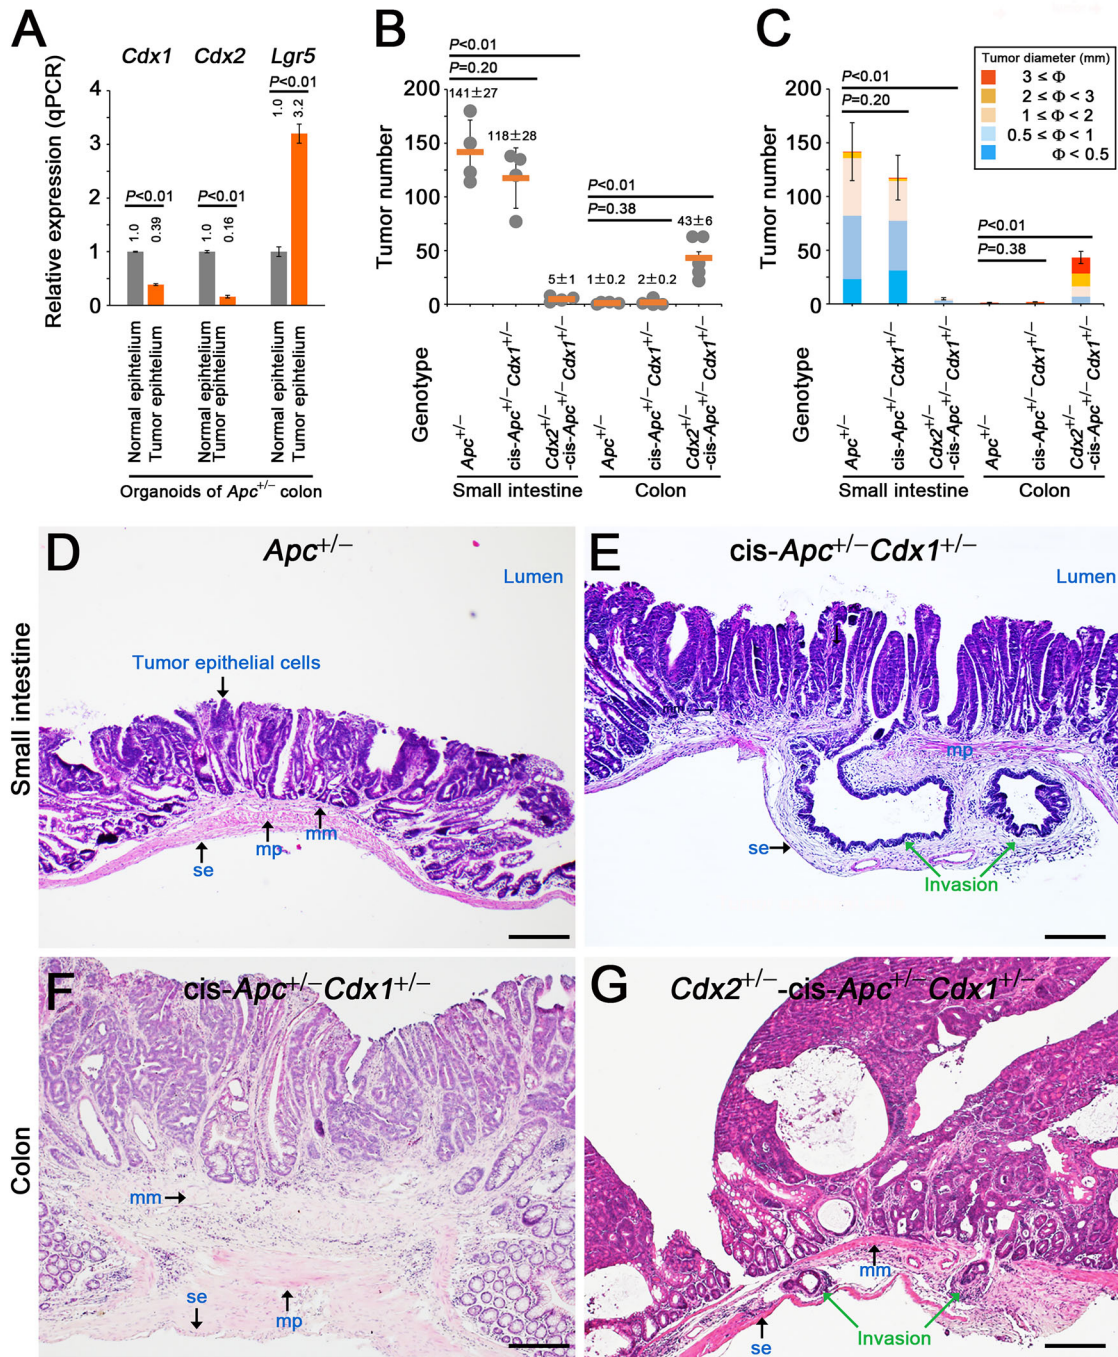 A
Cdx1 Cdx2 Lgr5
P<0.01
P<0.01
P<0.01
1.0
0.39
1.0
0.16
1.0
3.2
Relative expression (qPCR)
4
3
2
1
0
Normal epihtelium
Tumor epihtelium
Normal epihtelium
Tumor epihtelium
Normal epihtelium
Tumor epihtelium
Organoids of Apc+/– colon
B
P<0.01
P=0.20
141±27
118±28
P<0.01
P=0.38
43±6
5±1
1±0.2
2±0.2
Tumor number
200
150
100
50
0
Genotype
Apc+/–
cis-Apc+/–Cdx1+/–
Cdx2+/–
-cis-Apc+/–Cdx1+/–
Apc+/–
cis-Apc+/–Cdx1+/–
Cdx2+/–
-cis-Apc+/–Cdx1+/–
Small intestine
Colon
C
Tumor diameter (mm)
3 ≤ Φ
2 ≤ Φ < 3
1 ≤ Φ < 2
0.5 ≤ Φ < 1
Φ < 0.5
P<0.01
P=0.20
P<0.01
P=0.38
Tumor number
200
150
100
50
0
Genotype
Apc+/–
cis-Apc+/–Cdx1+/–
Cdx2+/–
-cis-Apc+/–Cdx1+/–
Apc+/–
cis-Apc+/–Cdx1+/–
Cdx2+/–
-cis-Apc+/–Cdx1+/–
Small intestine
Colon
Small intestine
D
Apc+/–
Lumen
Tumor epithelial cells
mm
mp
se
E
cis-Apc+/–Cdx1+/–
Lumen
mm
mp
se
Invasion
Colon
F
cis-Apc+/–Cdx1+/–
mm
se
mp
G
Cdx2+/–-cis-Apc+/–Cdx1+/–
mm
se
Invasion